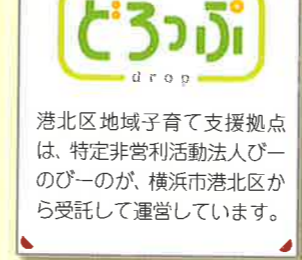 どろっぷ
drop
港北区地域子育て支援拠点
は、特定非営利活動法人びー
のびーのが、横浜市港北区か
ら受託して運営しています。